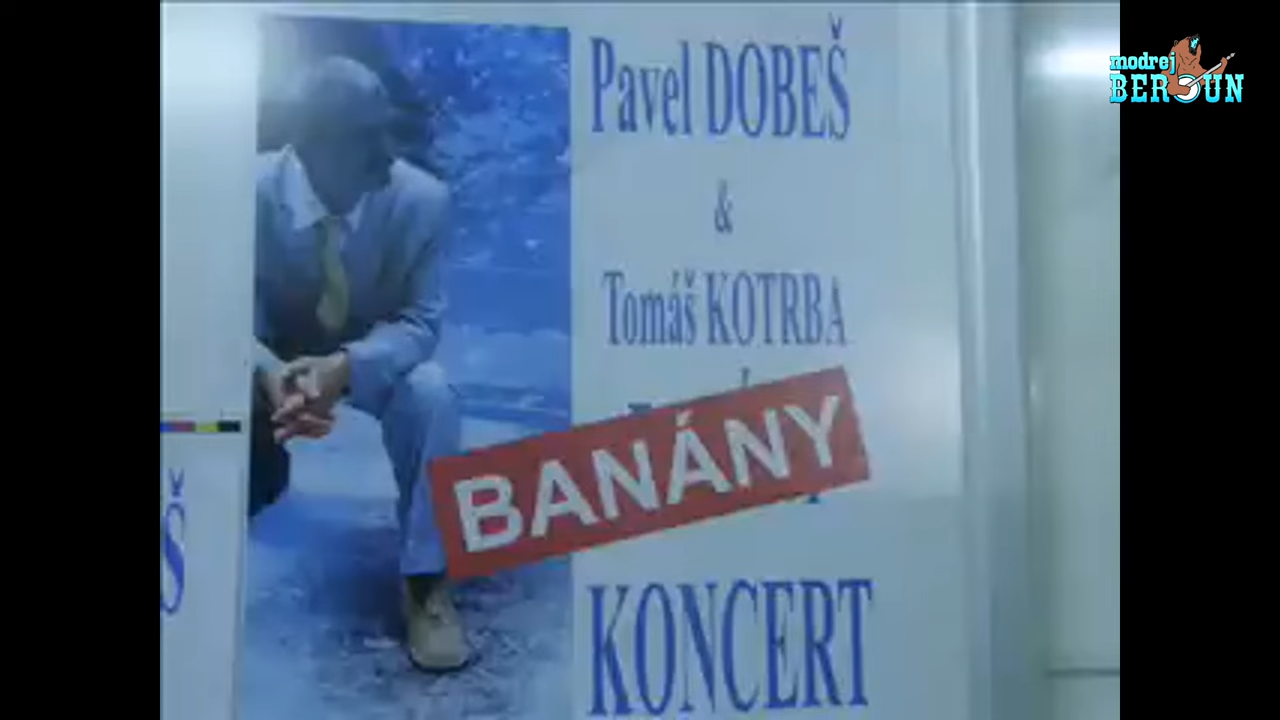 Pavel DOBEŠ
&
Tomáš KOTRBA
BANÁNY
KONCERT
modrej
BEROUN